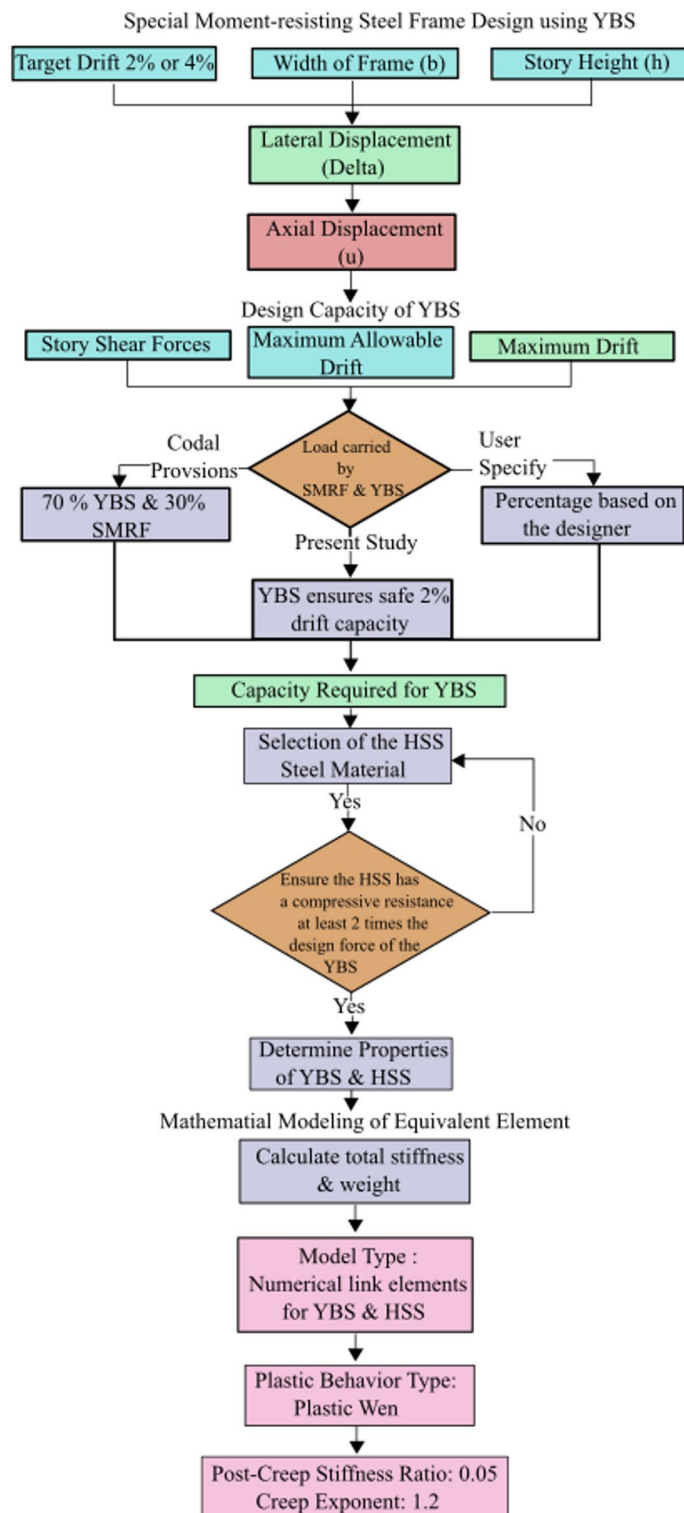 Special Moment-resisting Steel Frame Design using YBS
Target Drift 2% or 4%
Width of Frame (b)
Story Height (h)
Lateral Displacement
(Delta)
Axial Displacement
(u)
Design Capacity of YBS
Story Shear Forces
Maximum Allowable
Drift
Maximum Drift
Codal
Provsions
Load carried
by
SMRF & YBS
User
Specify
70 % YBS & 30%
SMRF
Percentage based on
the designer
Present Study
YBS ensures safe 2%
drift capacity
Capacity Required for YBS
Selection of the HSS
Steel Material
Yes
No
Ensure the HSS has
a compressive resistance
at least 2 times the
design force of the
YBS
Yes
Determine Properties
of YBS & HSS
Mathematial Modeling of Equivalent Element
Calculate total stiffness
& weight
Model Type :
Numerical link elements
for YBS & HSS
Plastic Behavior Type:
Plastic Wen
Post-Creep Stiffness Ratio: 0.05
Creep Exponent: 1.2